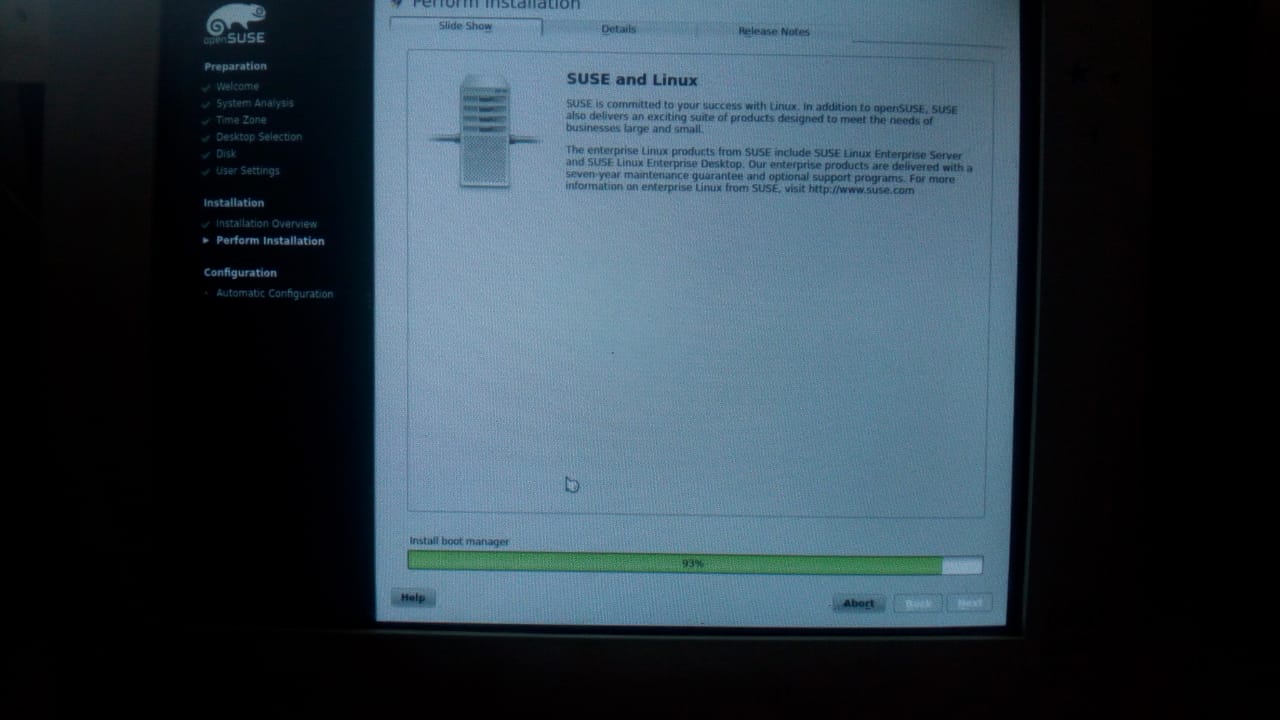 openSUSE
Preparation
Welcome
System Analysis
Time Zone
Desktop Selection
Disk
User Settings
Installation
Installation Overview
Perform Installation
Configuration
Automatic Configuration
Perform Installation
Slide Show
Details
Release Notes
SUSE and Linux
SUSE is committed to your success with Linux. In addition to openSUSE, SUSE
also delivers an exciting suite of products designed to meet the needs of
businesses large and small.
The enterprise Linux products from SUSE include SUSE Linux Enterprise Server
and SUSE Linux Enterprise Desktop. Our enterprise products are delivered with a
seven-year maintenance guarantee and optional support programs. For more
information on enterprise Linux from SUSE, visit http://www.suse.com
Install boot manager
93%
Help
Abort
Back
Next